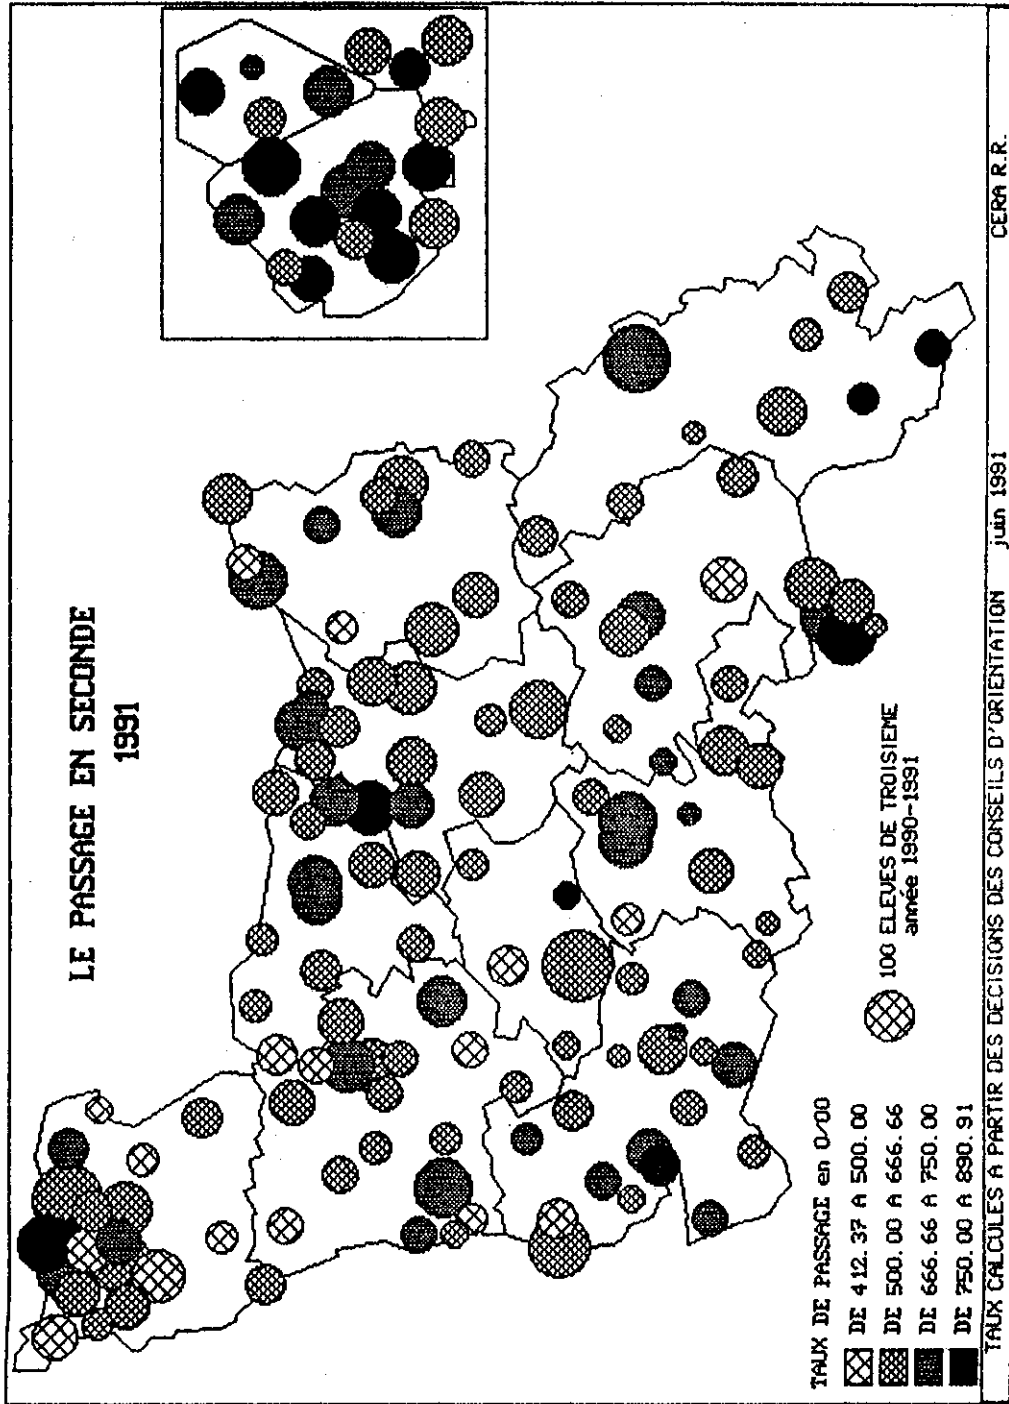 LE PASSAGE EN SECONDE
1991
TAUX DE PASSAGE en 0/00
DE 412.37 A 500.00
DE 500.00 A 666.66
DE 666.66 A 750.00
DE 750.00 A 890.91
100 ELEVES DE TROISIEME
année 1990-1991
TAUX CALCULES A PARTIR DES DECISIONS DES CONSEILS D'ORIENTATION juin 1991 CERA R.R.